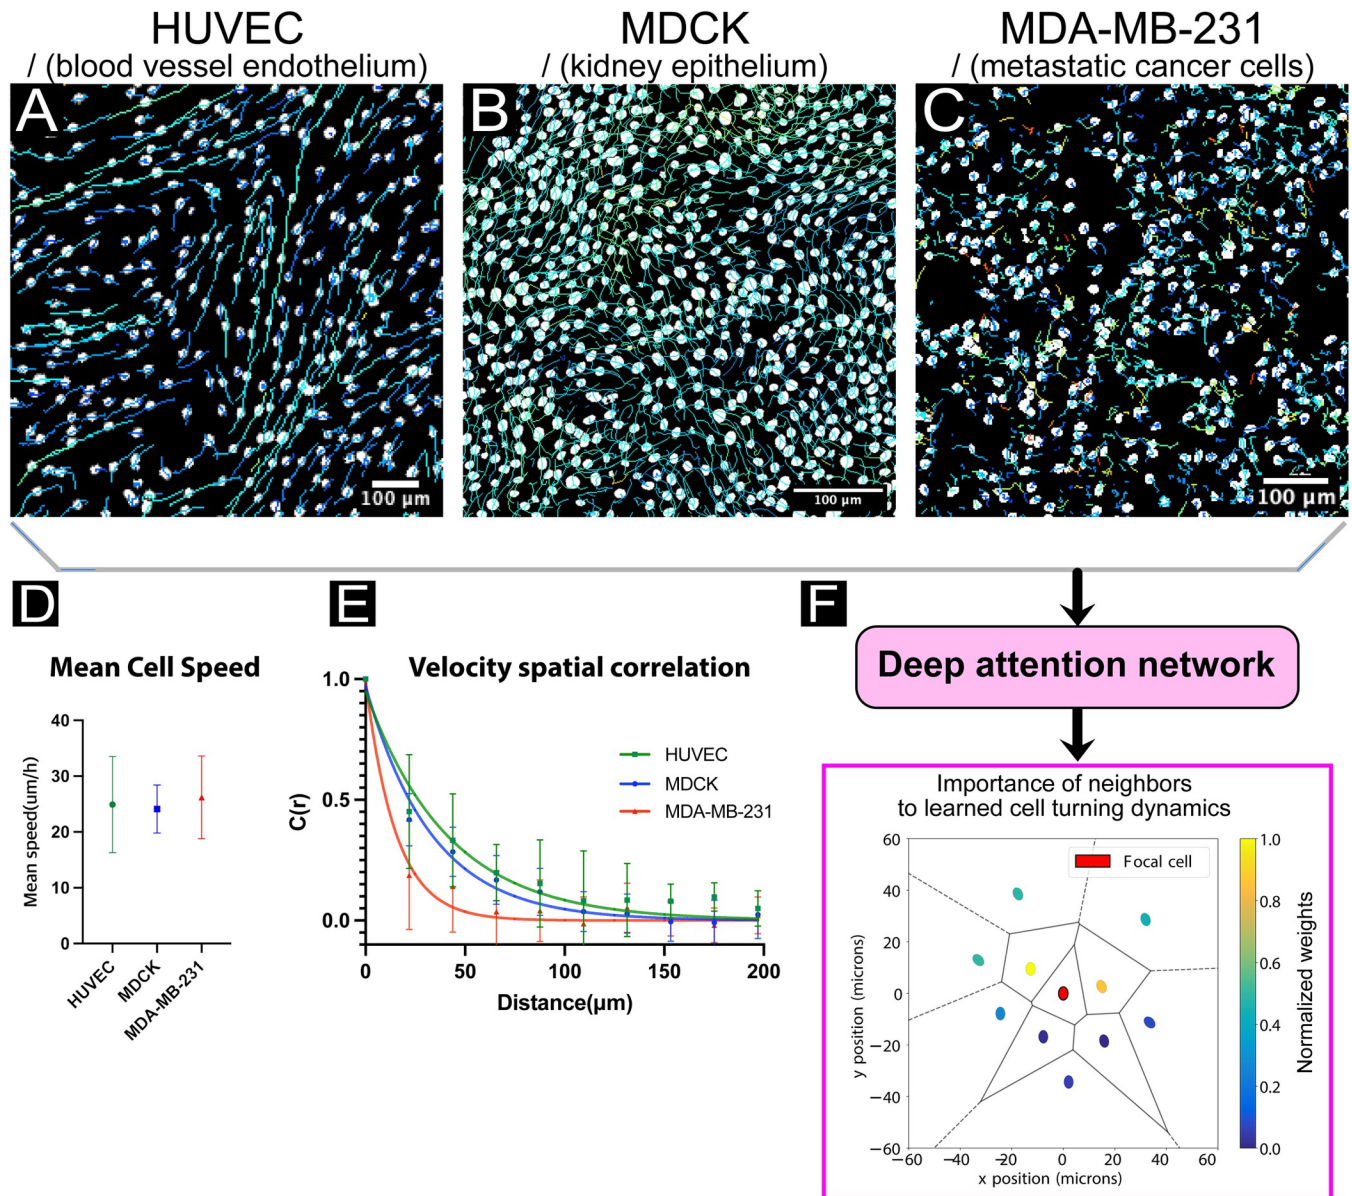 HUVEC
/ (blood vessel endothelium)
MDCK
/ (kidney epithelium)
MDA-MB-231
/ (metastatic cancer cells)
A
100 µm
B
100 µm
C
100 µm
D
Mean Cell Speed
Mean speed(um/h)
40
30
20
10
0
HUVEC
MDCK
MDA-MB-231
E
Velocity spatial correlation
C(r)
1.0
0.5
0.0
HUVEC
MDCK
MDA-MB-231
0
50
100
150
200
Distance(µm)
F
Deep attention network
Importance of neighbors
to learned cell turning dynamics
Focal cell
y position (microns)
60
40
20
0
−20
−40
−60
−60
−40
−20
0
20
40
60
x position (microns)
1.0
0.8
0.6
0.4
0.2
0.0
Normalized weights